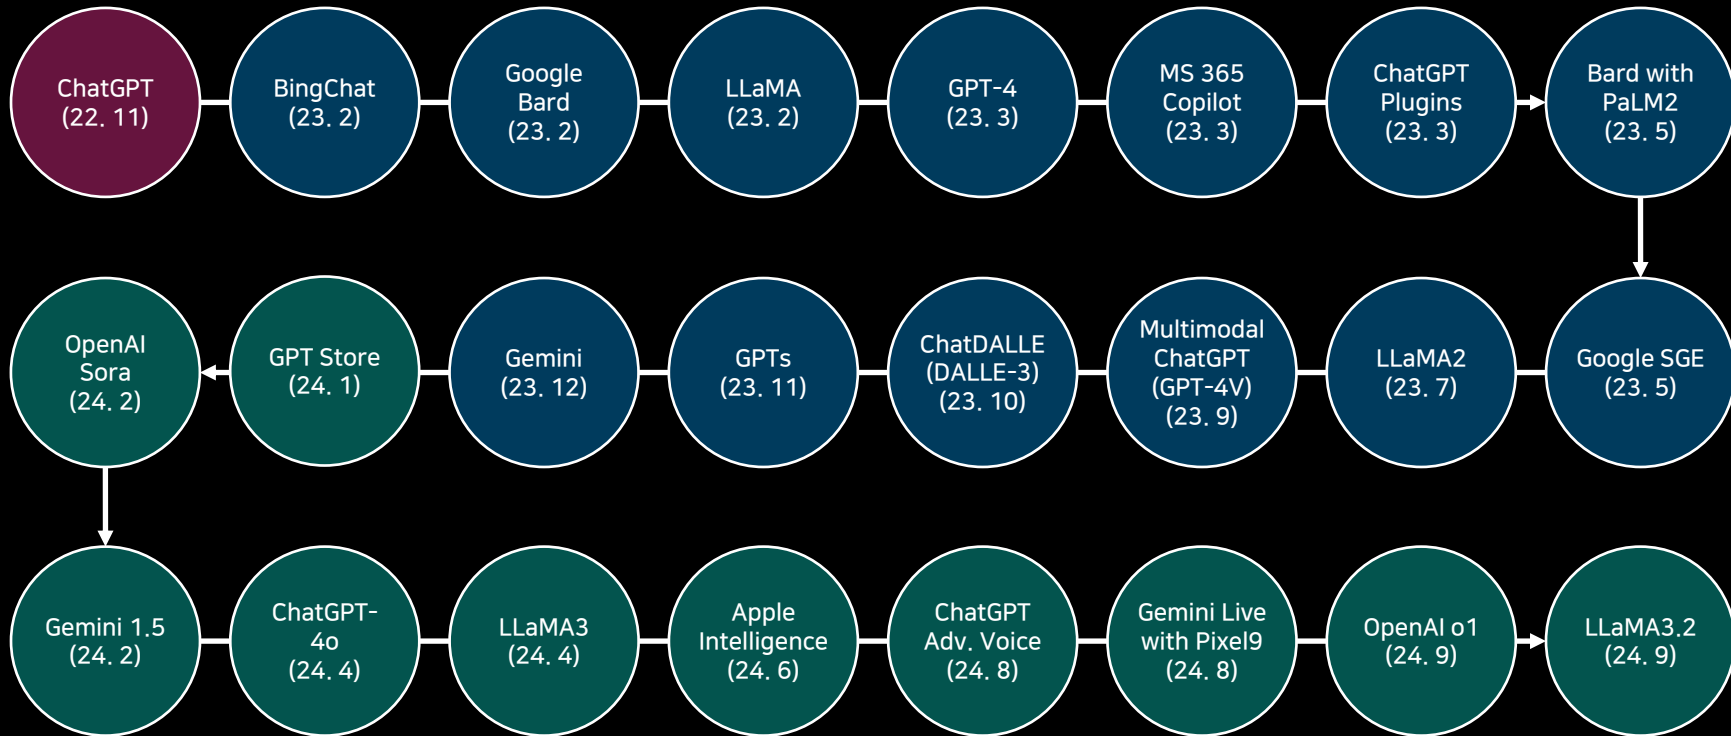 ChatGPT
(22. 11)
BingChat
(23. 2)
Google
Bard
(23. 2)
LLaMA
(23. 2)
GPT-4
(23. 3)
MS 365
Copilot
(23. 3)
ChatGPT
Plugins
(23. 3)
Bard with
PaLM2
(23. 5)
Google SGE
(23. 5)
LLaMA2
(23. 7)
Multimodal
ChatGPT
(GPT-4V)
(23. 9)
ChatDALLE
(DALLE-3)
(23. 10)
GPTs
(23. 11)
Gemini
(23. 12)
GPT Store
(24. 1)
OpenAI
Sora
(24. 2)
Gemini 1.5
(24. 2)
ChatGPT-
4o
(24. 4)
LLaMA3
(24. 4)
Apple
Intelligence
(24. 6)
ChatGPT
Adv. Voice
(24. 8)
Gemini Live
with Pixel9
(24. 8)
OpenAI o1
(24. 9)
LLaMA3.2
(24. 9)